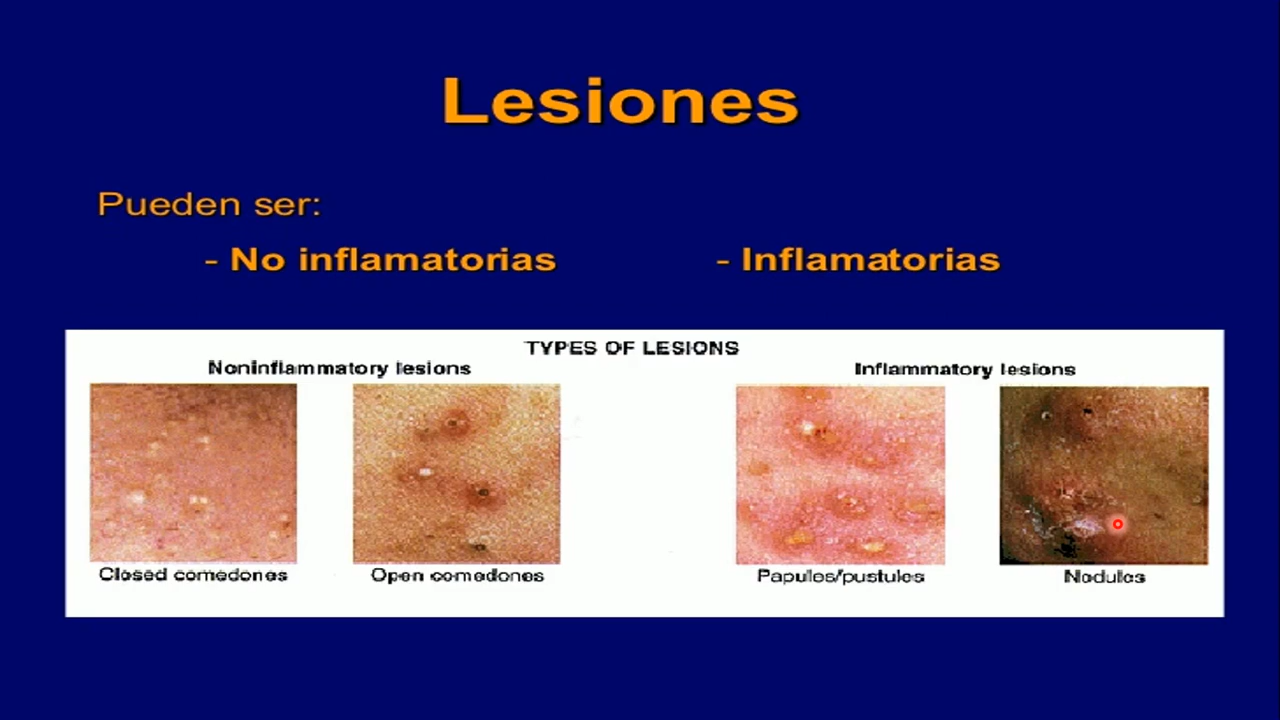 Lesiones
Pueden ser:
- No inflamatorias - Inflamatorias
TYPES OF LESIONS
Noninflammatory lesions Inflammatory lesions
Closed comedones Open comedones Papules/pustules Nodules